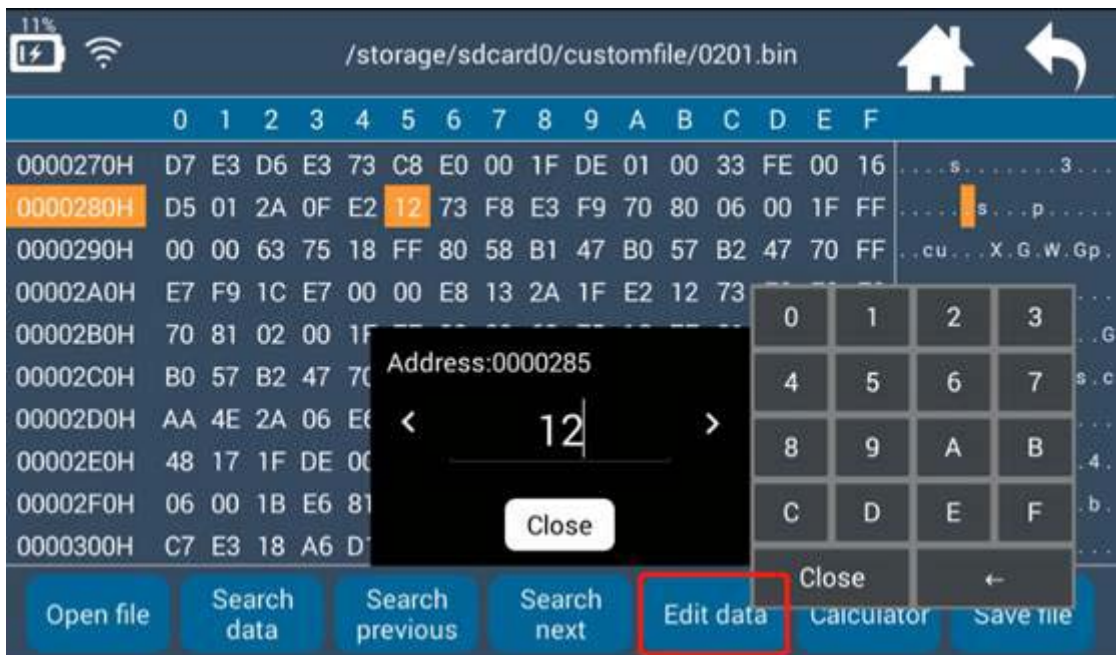 11%
/storage/sdcard0/customfile/0201.bin
0 1 2 3 4 5 6 7 8 9 A B C D E F
0000270H D7 E3 D6 E3 73 C8 E0 00 1F DE 01 00 33 FE 00 16 ....s.......3...
0000280H D5 01 2A 0F E2 12 73 F8 E3 F9 70 80 06 00 1F FF ......s...p.....
0000290H 00 00 63 75 18 FF 80 58 B1 47 B0 57 B2 47 70 FF ..cu...X.G.W.Gp.
00002A0H E7 F9 1C E7 00 00 E8 13 2A 1F E2 12 73
00002B0H 70 81 02 00 .G
00002C0H B0 57 B2 47 s.c
00002D0H AA 4E 2A 06
00002E0H 48 17 1F DE .4.
00002F0H 06 00 1B E6 81 .b.
0000300H C7 E3 18 A6
Address:0000285
< 12 >
Close
0 1 2 3
4 5 6 7
8 9 A B
C D E F
Close ←
Open file
Search data
Search previous
Search next
Edit data
Calculator
Save file